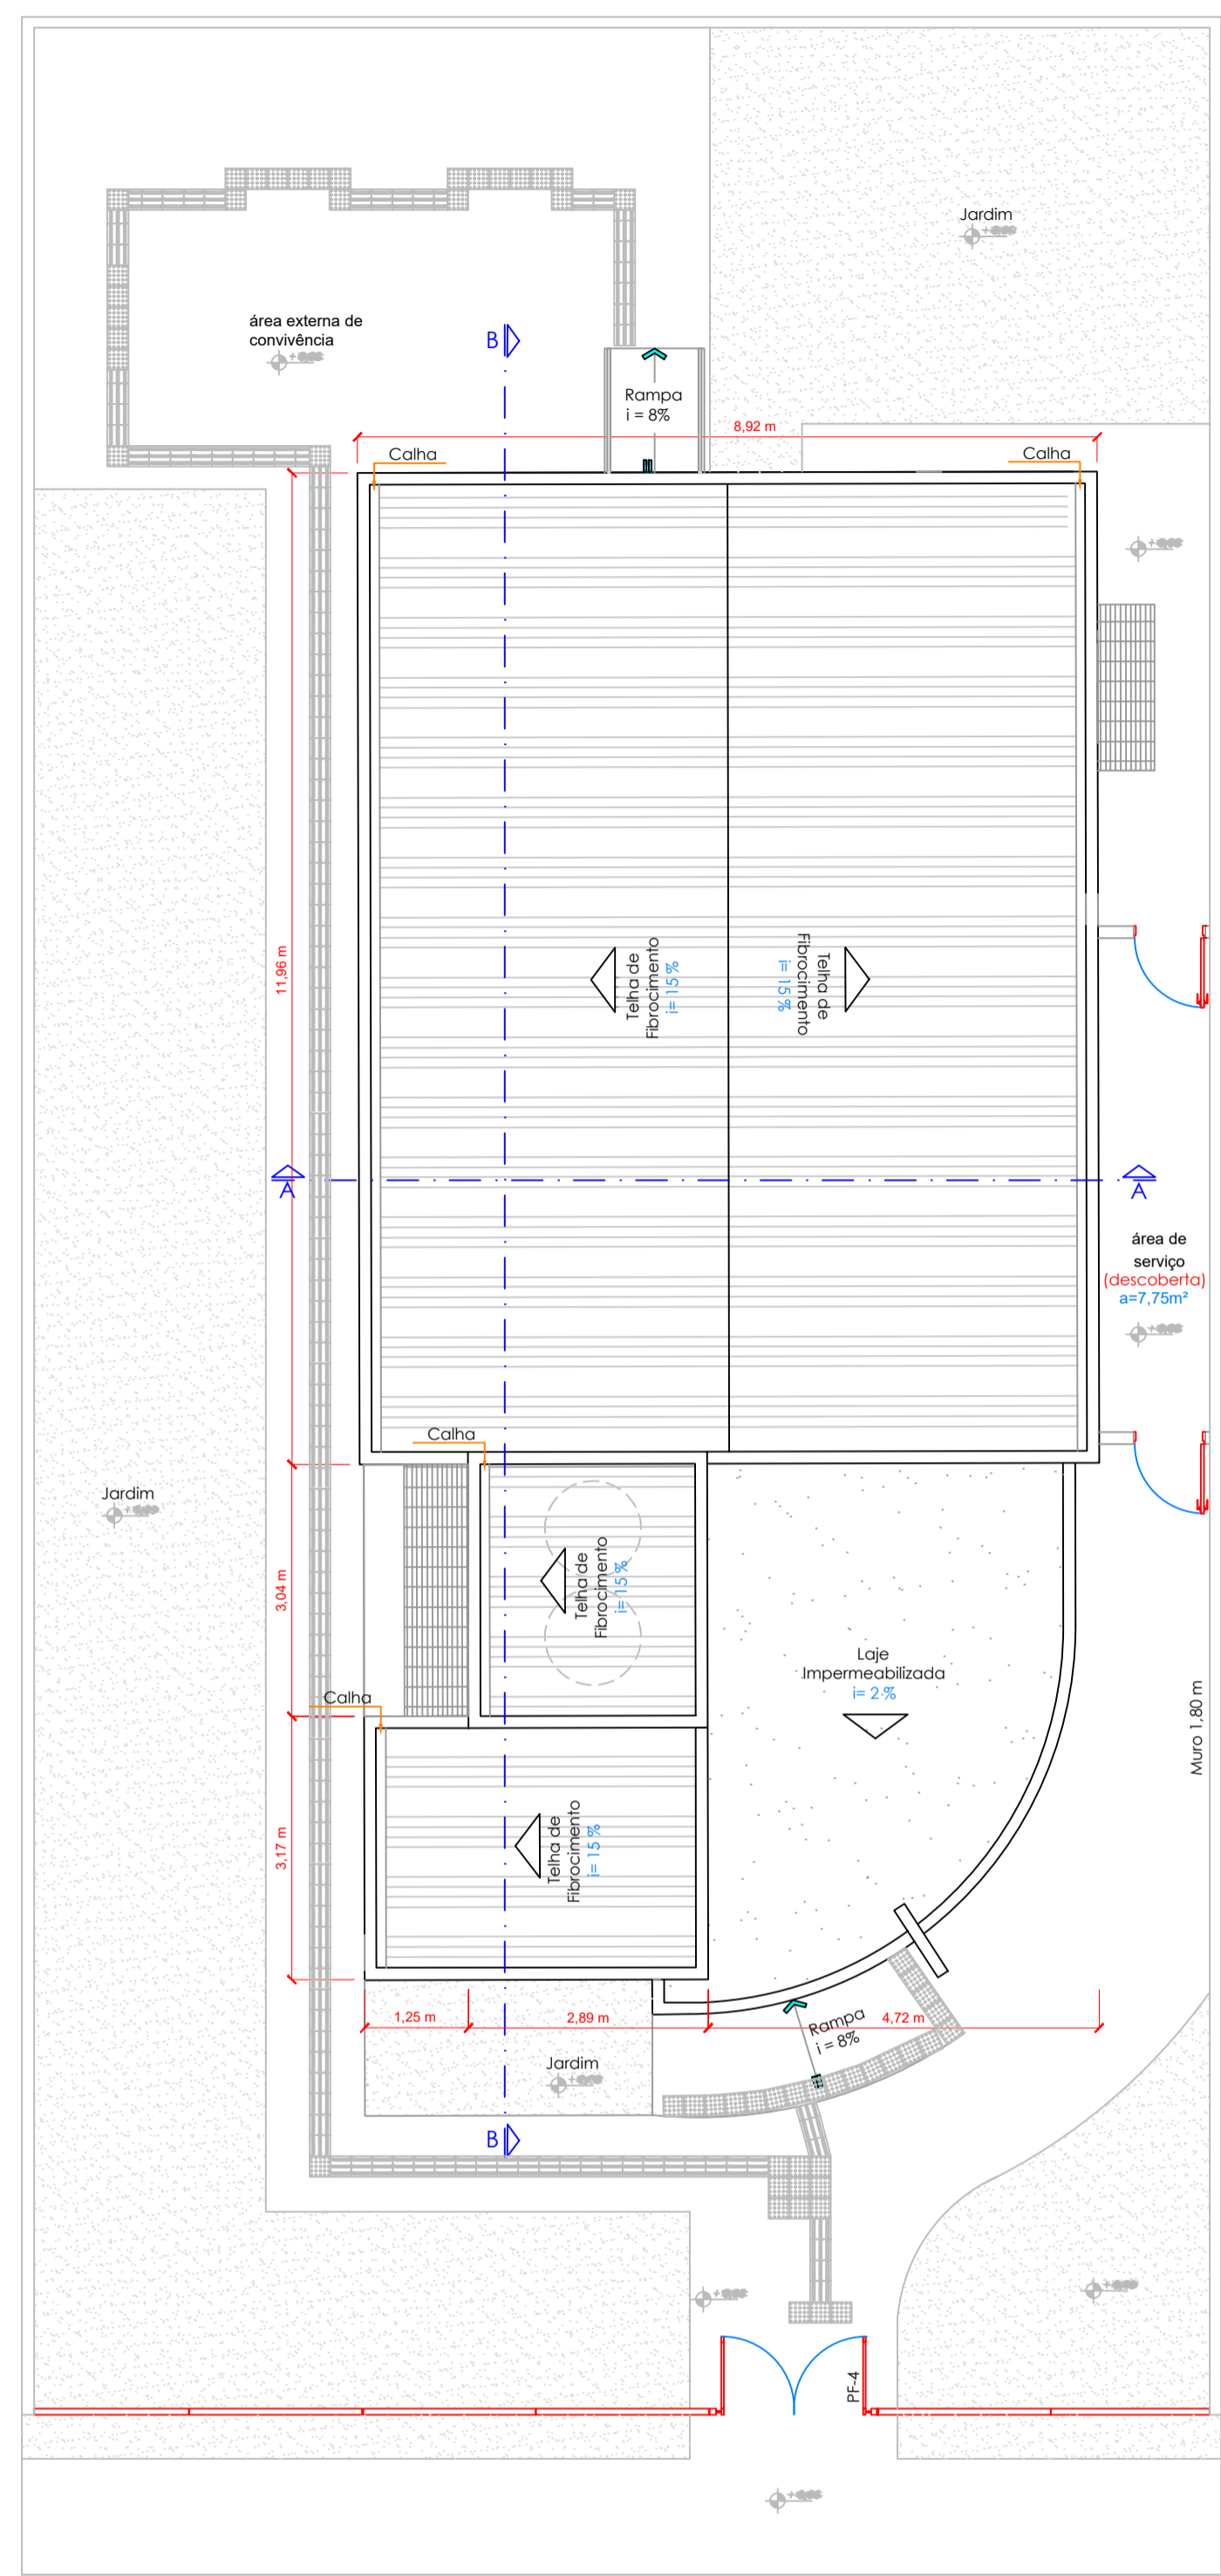 Jardim
área externa de
convivência
B
Rampa
i = 8%
8,92 m
Calha
Calha
11,96 m
Telha de
Fibrocimento
i= 15%
Telha de
Fibrocimento
i= 15%
A
A
área de
serviço
(descoberta)
a=7,75m²
Calha
Jardim
3,04 m
Telha de
Fibrocimento
i= 15%
Laje
Impermeabilizada
i= 2%
Muro 1,80 m
Calha
3,17 m
Telha de
Fibrocimento
i= 15%
1,25 m
2,89 m
4,72 m
Rampa
i = 8%
Jardim
B
PF-4